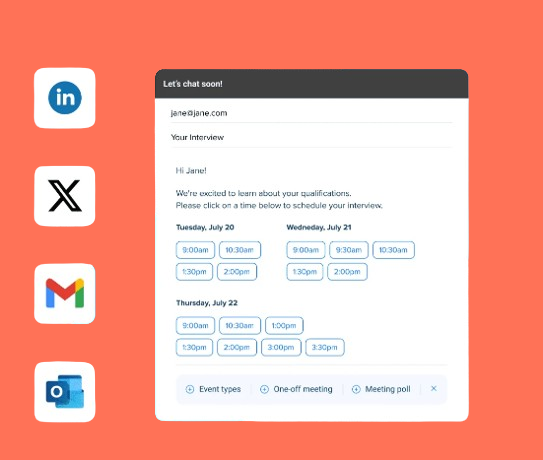 in
X
O
Let's chat soon!
jane@jane.com
Your Interview
Hi Jane!
We're excited to learn about your qualifications.
Please click on a time below to schedule your interview.
Tuesday, July 20
9:00am 10:30am
1:30pm 2:00pm
Wedneday, July 21
9:00am 9:30am 10:30am
1:30pm 2:00pm
Thursday, July 22
9:00am 10:30am 1:00pm
1:30pm 2:00pm 3:00pm 3:30pm
Event types One-off meeting Meeting poll ×